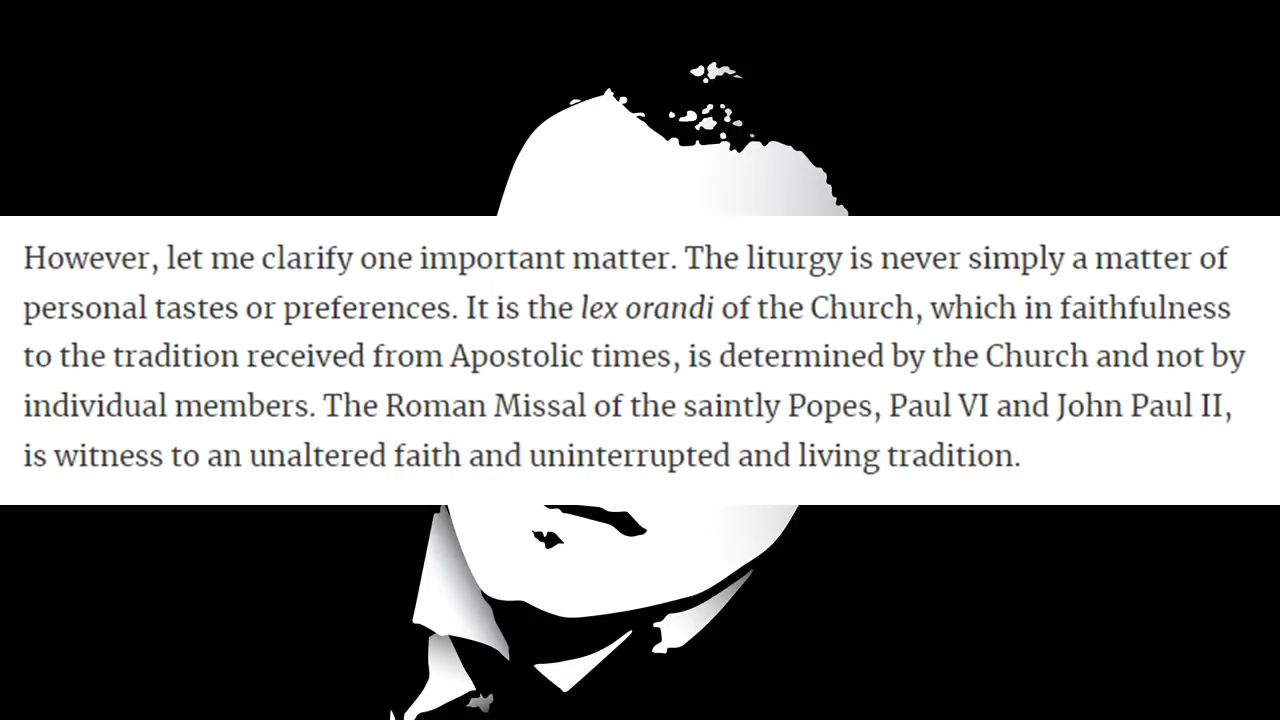 However, let me clarify one important matter. The liturgy is never simply a matter of
personal tastes or preferences. It is the lex orandi of the Church, which in faithfulness
to the tradition received from Apostolic times, is determined by the Church and not by
individual members. The Roman Missal of the saintly Popes, Paul VI and John Paul II,
is witness to an unaltered faith and uninterrupted and living tradition.